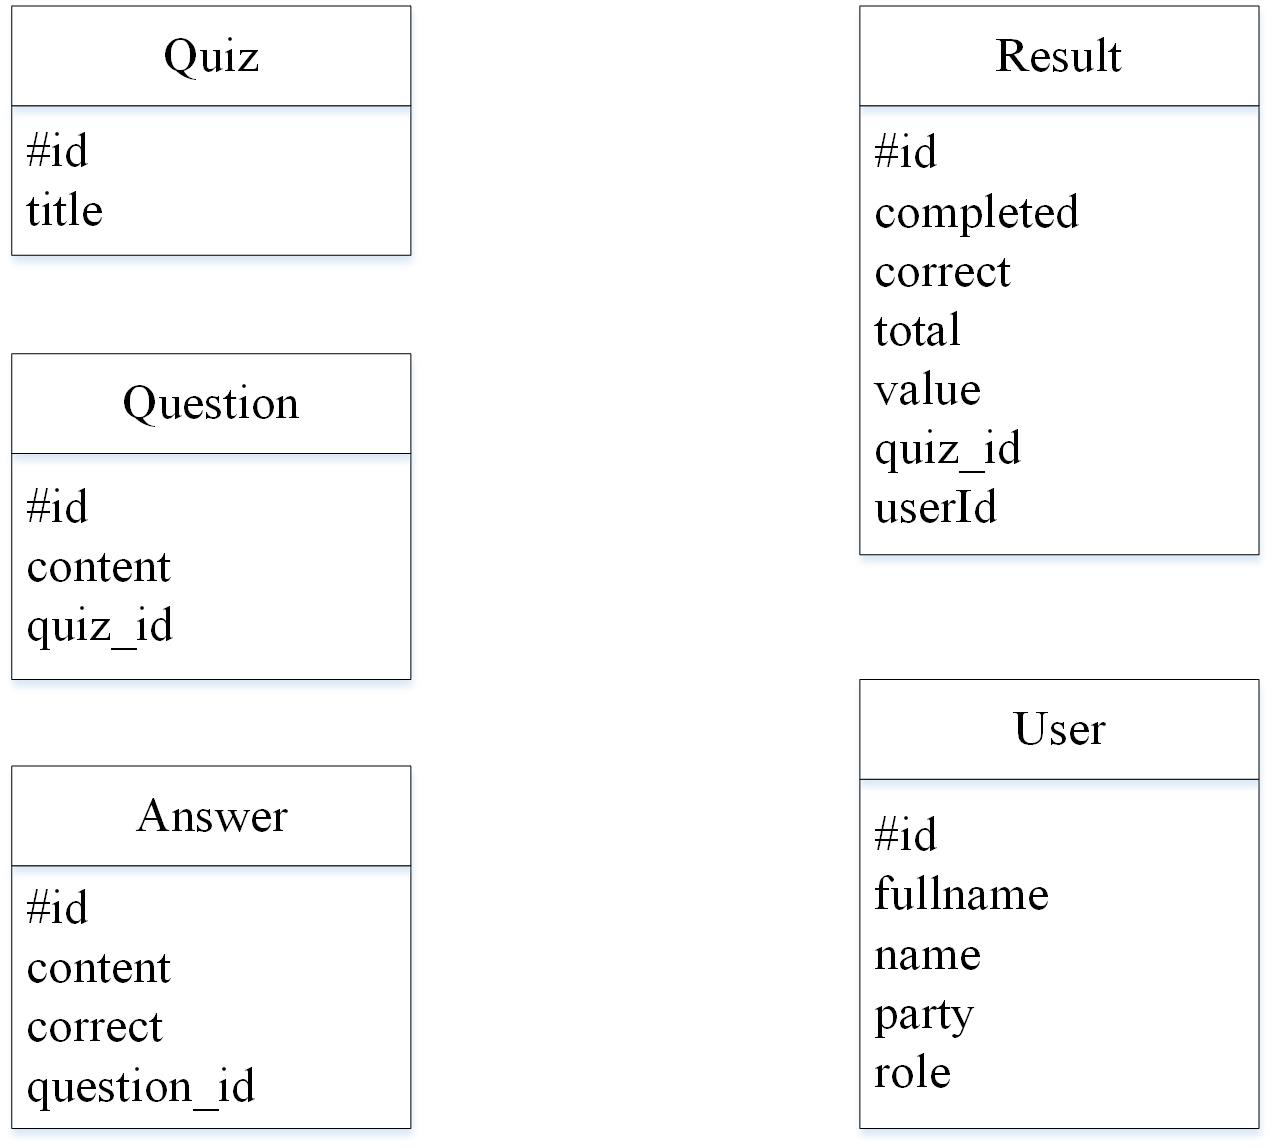 Quiz
#id
title
Question
#id
content
quiz_id
Answer
#id
content
correct
question_id
Result
#id
completed
correct
total
value
quiz_id
userId
User
#id
fullname
name
party
role